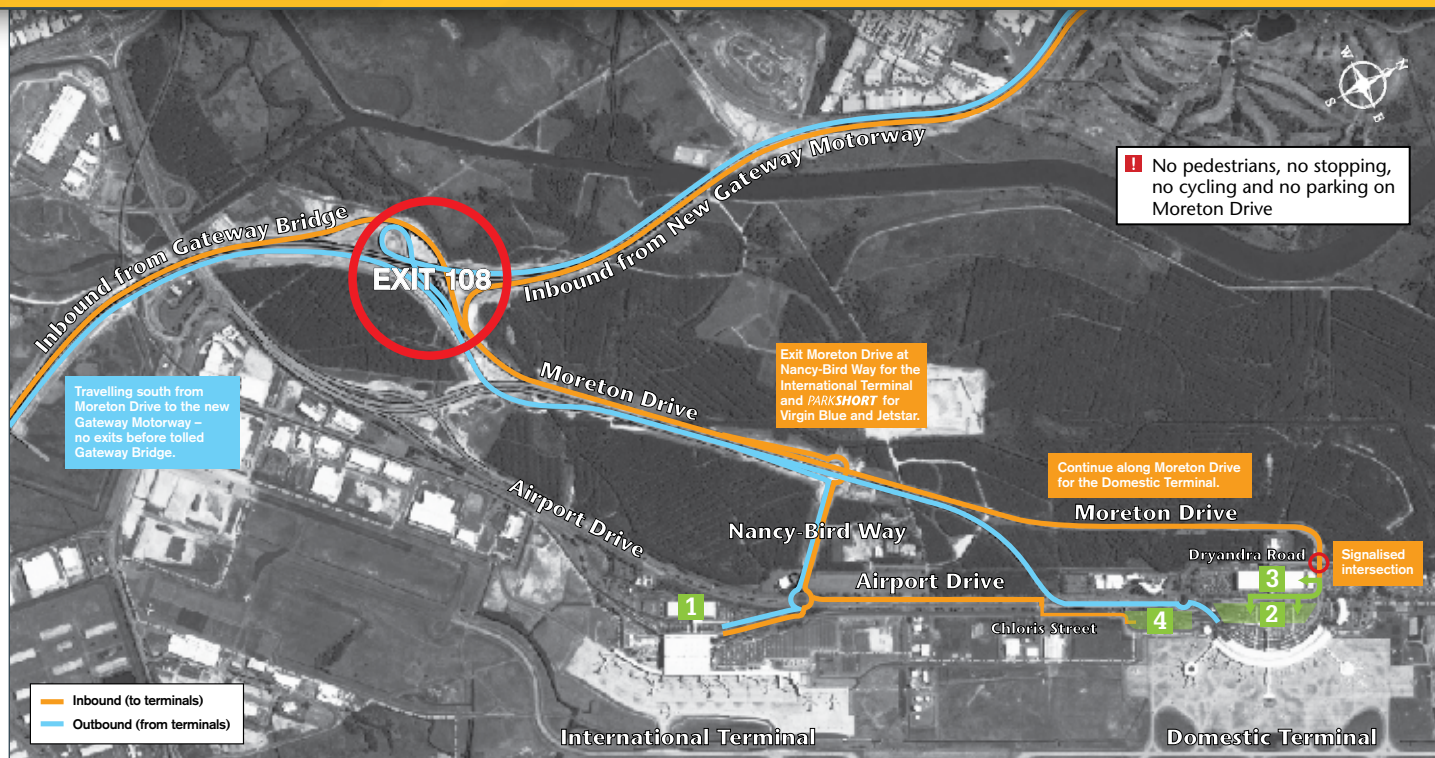 W
N
S
E
! No pedestrians, no stopping,
no cycling and no parking on
Moreton Drive
Inbound from Gateway Bridge
EXIT 108
Inbound from New Gateway Motorway
Travelling south from
Moreton Drive to the new
Gateway Motorway –
no exits before tolled
Gateway Bridge.
Moreton Drive
Exit Moreton Drive at
Nancy-Bird Way for the
International Terminal
and PARKSHORT for
Virgin Blue and Jetstar.
Continue along Moreton Drive
for the Domestic Terminal.
Moreton Drive
Airport Drive
Nancy-Bird Way
Dryandra Road
Signalised
intersection
Airport Drive
3
1
2
4
Chloris Street
Inbound (to terminals)
Outbound (from terminals)
International Terminal
Domestic Terminal